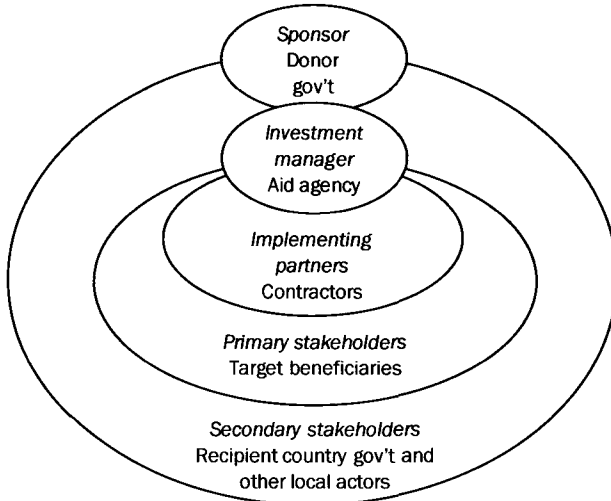 Sponsor
Donor
gov't
Investment
manager
Aid agency
Implementing
partners
Contractors
Primary stakeholders
Target beneficiaries
Secondary stakeholders
Recipient country gov't and
other local actors